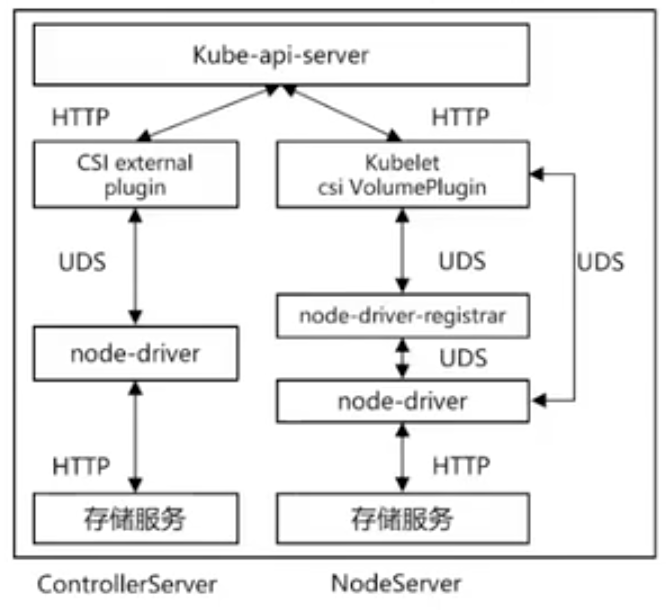 Kube-api-server
HTTP
HTTP
CSI external
plugin
Kubelet
csi VolumePlugin
UDS
UDS
UDS
node-driver-registrar
node-driver
UDS
node-driver
HTTP
HTTP
存储服务
存储服务
ControllerServer
NodeServer